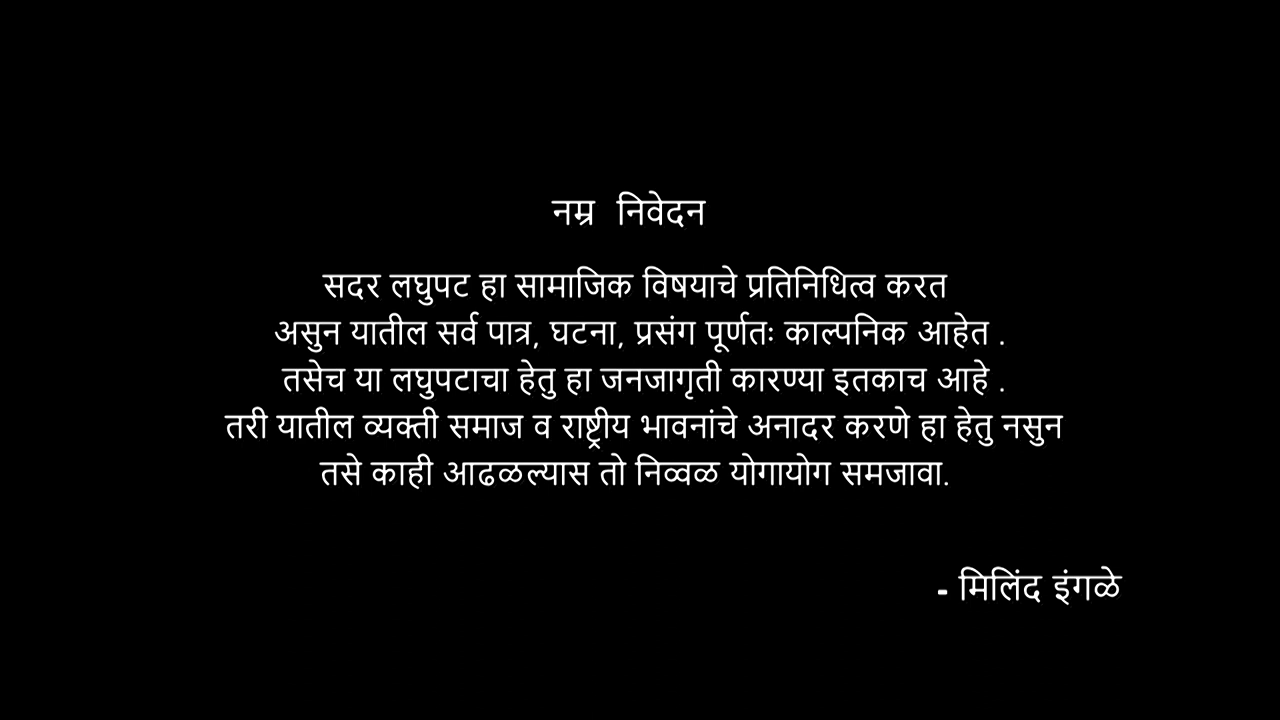 नम्र निवेदन
सदर लघुपट हा सामाजिक विषयाचे प्रतिनिधित्व करत
असुन यातील सर्व पात्र, घटना, प्रसंग पूर्णतः काल्पनिक आहेत .
तसेच या लघुपटाचा हेतु हा जनजागृती कारण्या इतकाच आहे .
तरी यातील व्यक्ती समाज व राष्ट्रीय भावनांचे अनादर करणे हा हेतु नसुन
तसे काही आढळल्यास तो निव्वळ योगायोग समजावा.
- मिलिंद इंगळे